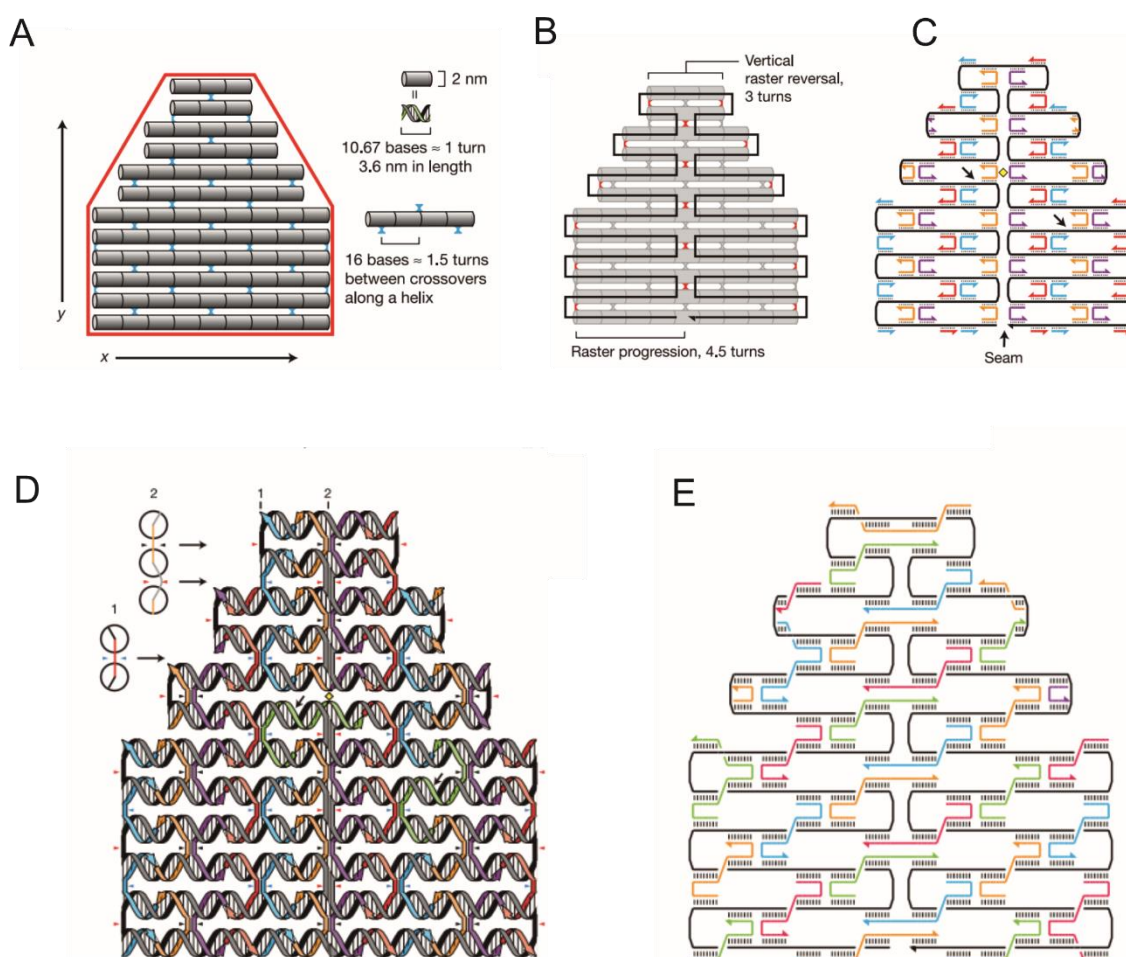 A
2 nm
=
10.67 bases ≈ 1 turn
3.6 nm in length
16 bases ≈ 1.5 turns
between crossovers
along a helix
y
x
B
Vertical
raster reversal,
3 turns
Raster progression, 4.5 turns
C
Seam
D
2
1
1
2
E